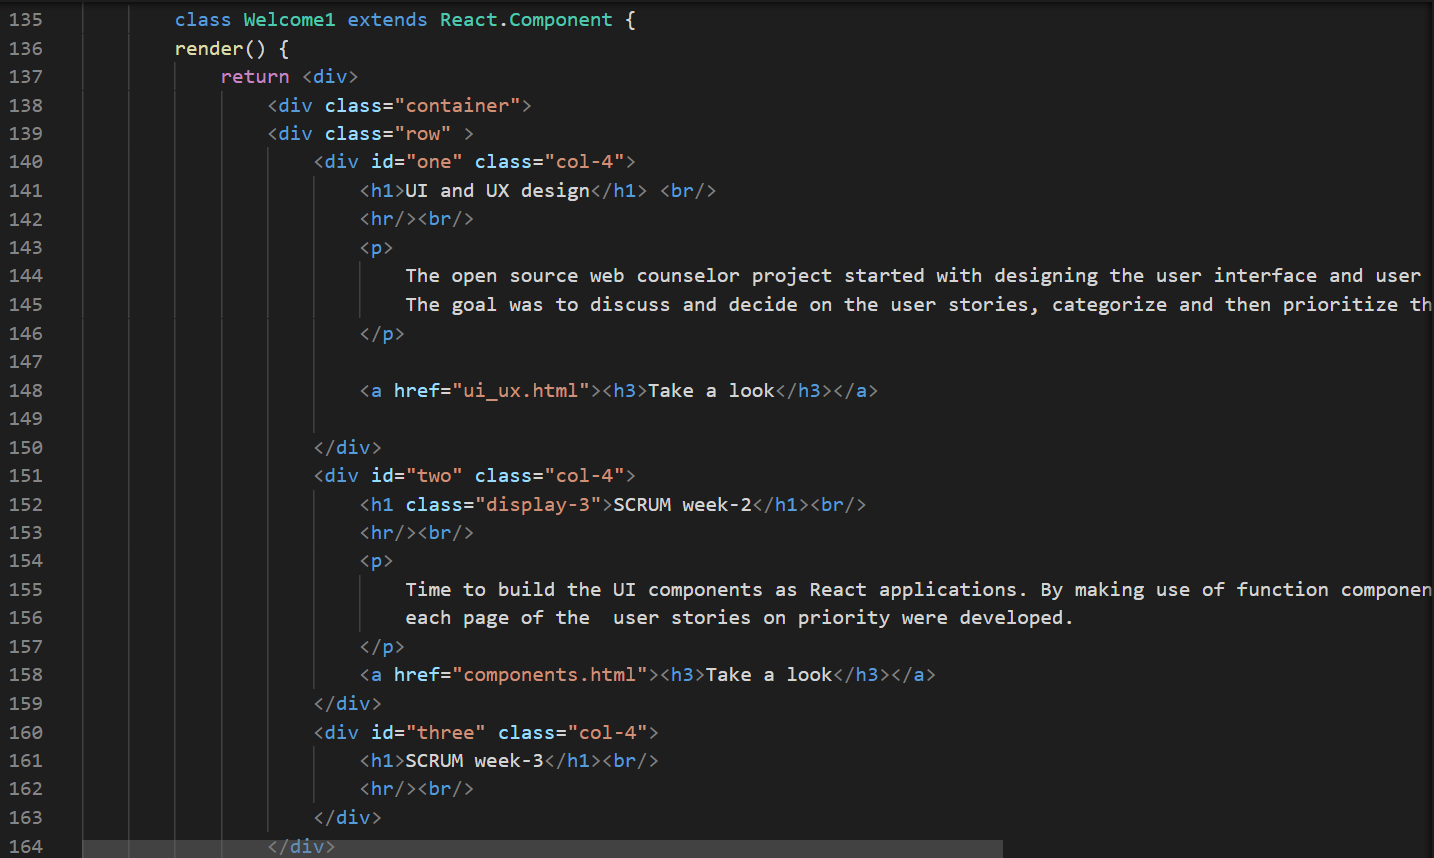 135 class Welcome1 extends React.Component {
136 render() {
137 return <div>
138 <div class="container">
139 <div class="row" >
140 <div id="one" class="col-4">
141 <h1>UI and UX design</h1> <br/>
142 <hr/><br/>
143 <p>
144 The open source web counselor project started with designing the user interface and user
145 The goal was to discuss and decide on the user stories, categorize and then prioritize th
146 </p>
147
148 <a href="ui_ux.html"><h3>Take a look</h3></a>
149
150 </div>
151 <div id="two" class="col-4">
152 <h1 class="display-3">SCRUM week-2</h1><br/>
153 <hr/><br/>
154 <p>
155 Time to build the UI components as React applications. By making use of function componen
156 each page of the  user stories on priority were developed.
157 </p>
158 <a href="components.html"><h3>Take a look</h3></a>
159 </div>
160 <div id="three" class="col-4">
161 <h1>SCRUM week-3</h1><br/>
162 <hr/><br/>
163 </div>
164 </div>